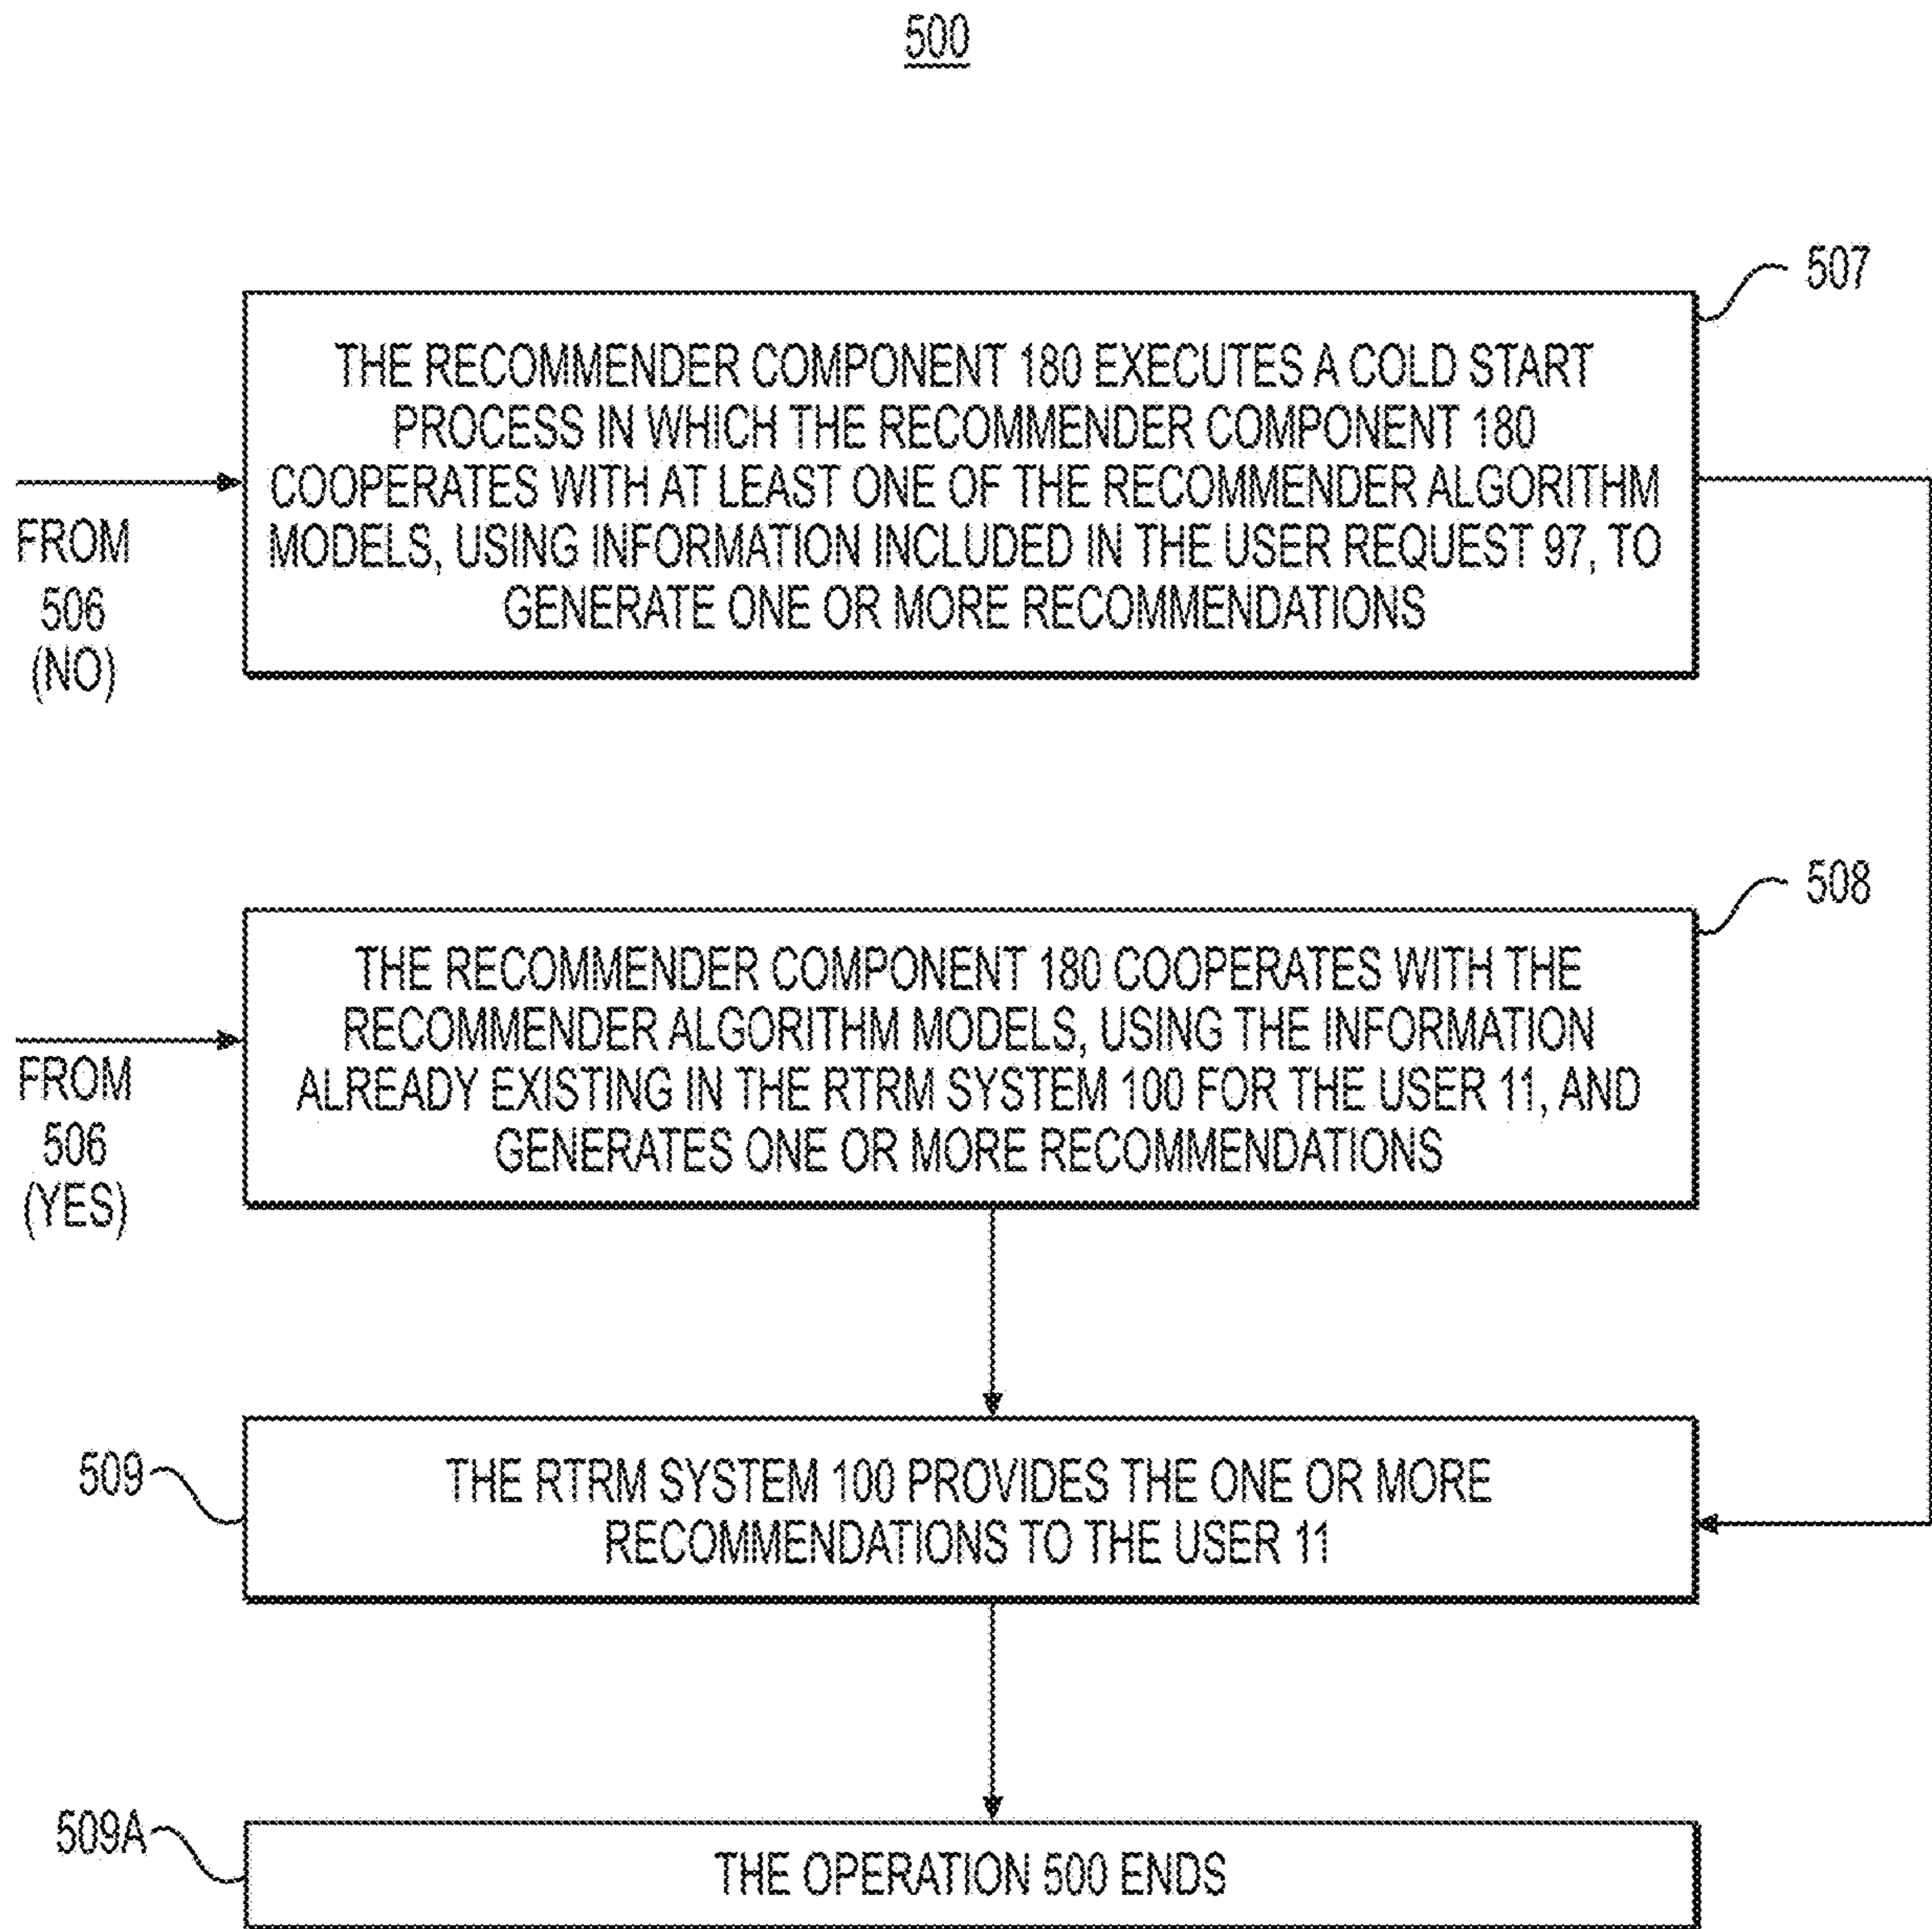 500
507
THE RECOMMENDER COMPONENT 180 EXECUTES A COLD START
PROCESS IN WHICH THE RECOMMENDER COMPONENT 180
COOPERATES WITH AT LEAST ONE OF THE RECOMMENDER ALGORITHM
MODELS, USING INFORMATION INCLUDED IN THE USER REQUEST 97, TO
GENERATE ONE OR MORE RECOMMENDATIONS
FROM
506
(NO)
508
THE RECOMMENDER COMPONENT 180 COOPERATES WITH THE
RECOMMENDER ALGORITHM MODELS, USING THE INFORMATION
ALREADY EXISTING IN THE RTRM SYSTEM 100 FOR THE USER 11, AND
GENERATES ONE OR MORE RECOMMENDATIONS
FROM
506
(YES)
509
THE RTRM SYSTEM 100 PROVIDES THE ONE OR MORE
RECOMMENDATIONS TO THE USER 11
509A
THE OPERATION 500 ENDS